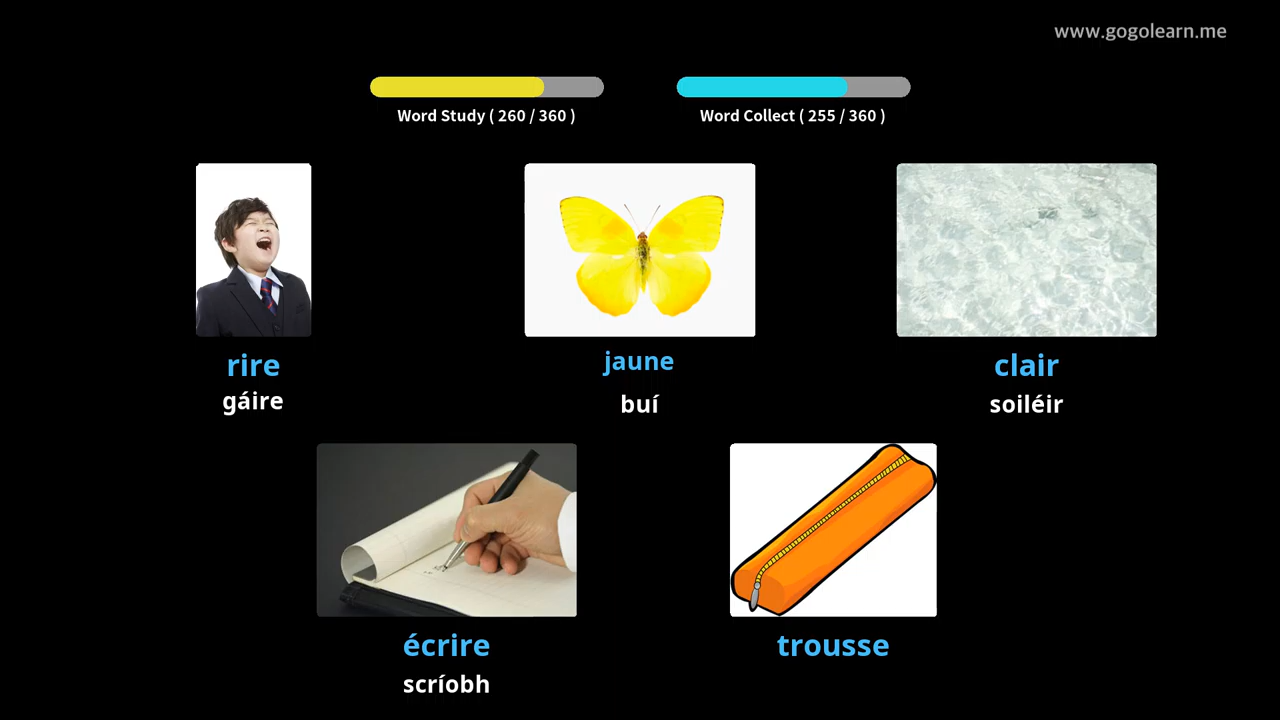 www.gogolearn.me
Word Study ( 260 / 360 )
Word Collect ( 255 / 360 )
rire
gáire
jaune
buí
clair
soiléir
écrire
scríobh
trousse